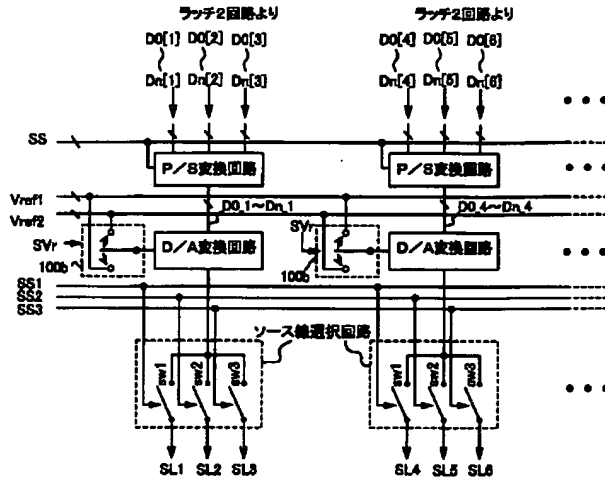 ラッチ2回路より ラッチ2回路より
D0[1] D0[2] D0[3] D0[4] D0[5] D0[6]
Dn[1] Dn[2] Dn[3] Dn[4] Dn[5] Dn[6]
SS
P/S変換回路 P/S変換回路
Vref1
Vref2
D0_1～Dn_1 D0_4～Dn_4
SVr SVr
D/A変換回路 D/A変換回路
100b 100b
SS1
SS2
SS3
ソース線選択回路
sw1 sw2 sw3 sw1 sw2 sw3
SL1 SL2 SL3 SL4 SL5 SL6